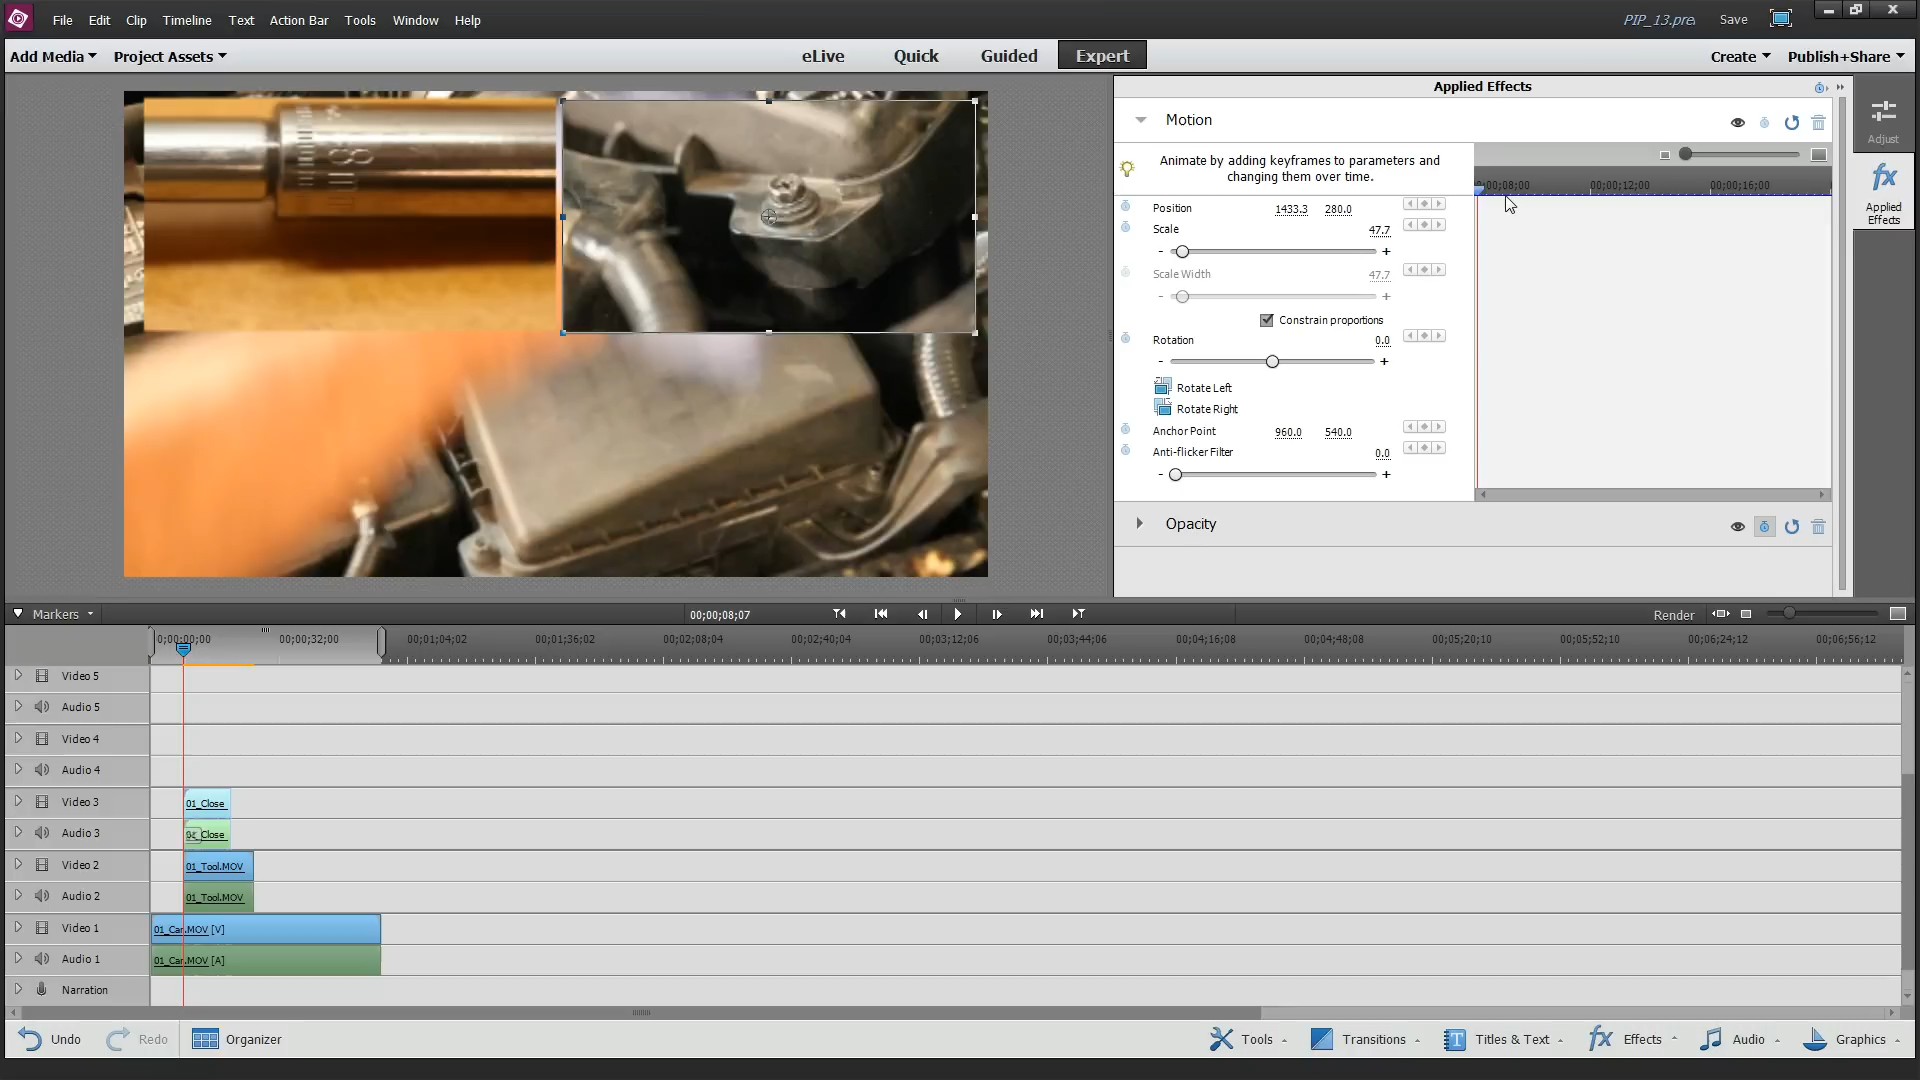 File Edit Clip Timeline Text Action Bar Tools Window Help
PIP_13.prel Save
Add Media Project Assets
eLive Quick Guided Expert
Create Publish+Share
Applied Effects
Motion
Animate by adding keyframes to parameters and
changing them over time.
00;00;12;00 00;00;16;00
Position 1433.3 280.0
Scale 47.7
- +
Scale Width 47.7
- +
Constrain proportions
Rotation 0.0
- +
Rotate Left
Rotate Right
Anchor Point 960.0 540.0
Anti-flicker Filter 0.0
- +
Opacity
Adjust
fx
Applied
Effects
Markers
00;00;08;07
Render
00;00;32;00 00;01;04;02 00;01;36;02 00;02;08;04 00;02;40;04 00;03;12;06 00;03;44;06 00;04;16;08 00;04;48;08 00;05;20;10 00;05;52;10 00;06;24;12 00;06;56;12
Video 5
Audio 5
Video 4
Audio 4
Video 3
01_Close
Audio 3
Close
Video 2
01_Tool.MOV
Audio 2
01_Tool.MOV
Video 1
01_Car.MOV [V]
Audio 1
01_Car.MOV [A]
Narration
Undo Redo Organizer
Tools Transitions T Titles & Text fx Effects Audio Graphics